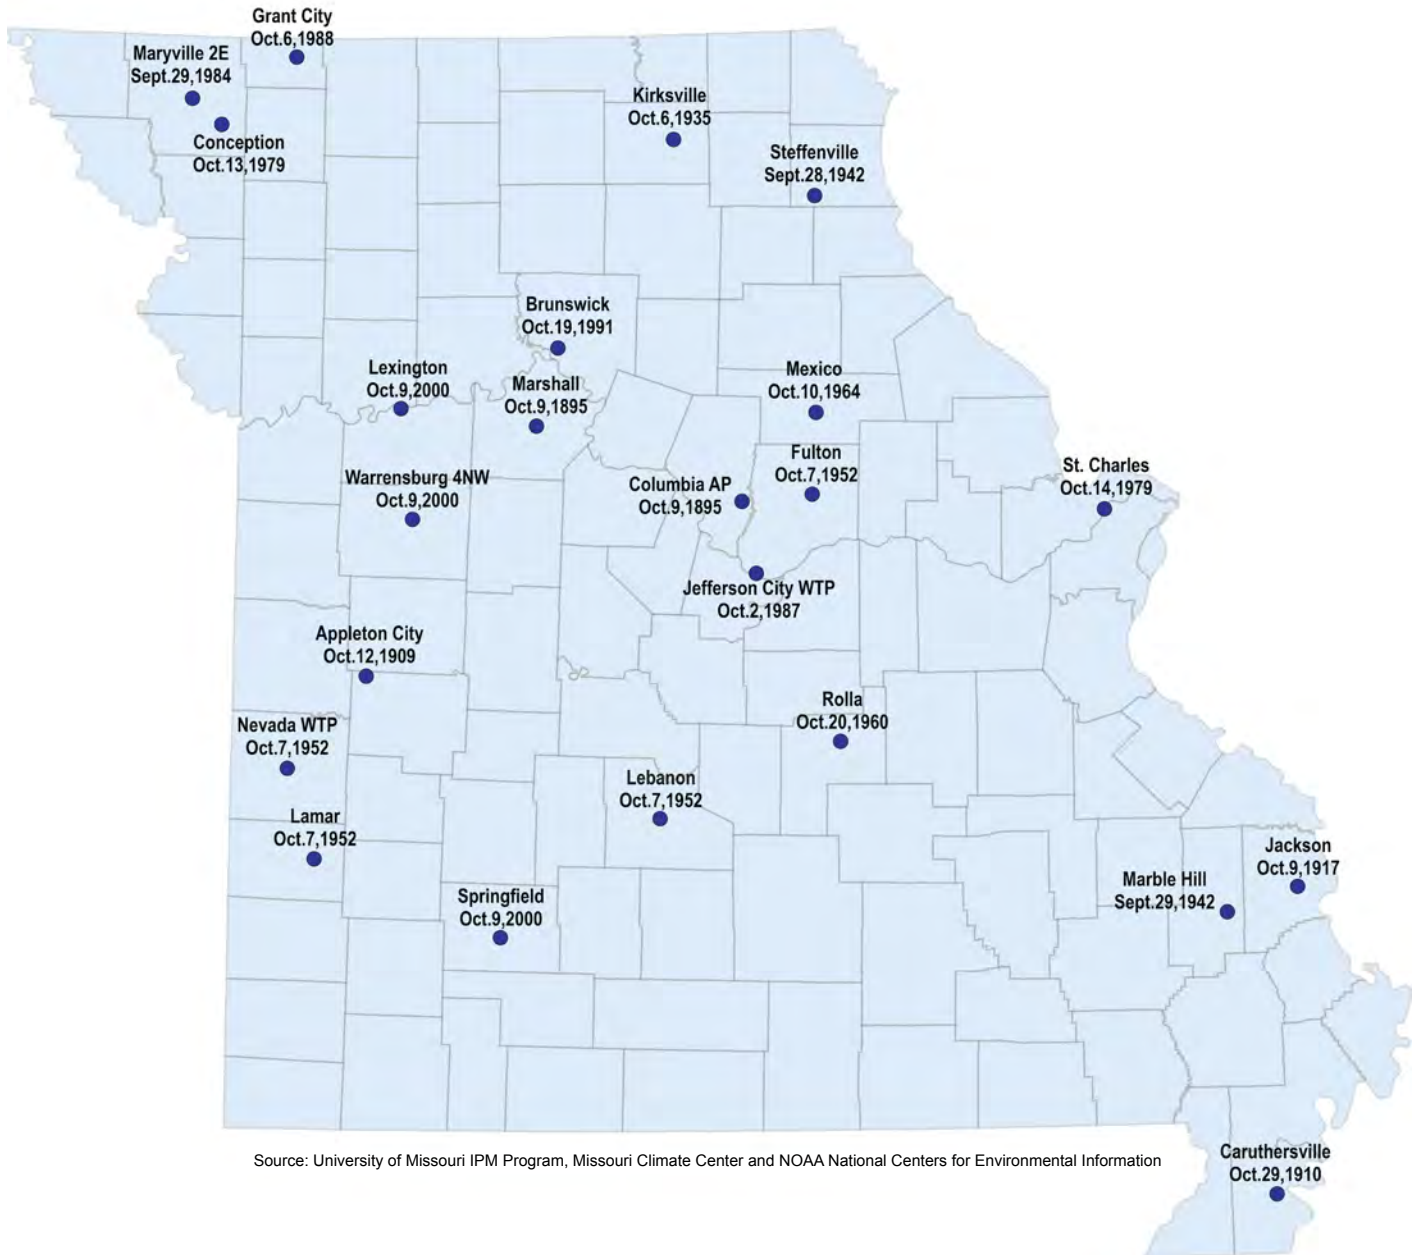 Grant City
Oct.6,1988
Maryville 2E
Sept.29,1984
Conception
Oct.13,1979
Kirksville
Oct.6,1935
Steffenville
Sept.28,1942
Brunswick
Oct.19,1991
Lexington
Oct.9,2000
Marshall
Oct.9,1895
Mexico
Oct.10,1964
Warrensburg 4NW
Oct.9,2000
Columbia AP
Oct.9,1895
Fulton
Oct.7,1952
St. Charles
Oct.14,1979
Jefferson City WTP
Oct.2,1987
Appleton City
Oct.12,1909
Nevada WTP
Oct.7,1952
Rolla
Oct.20,1960
Lebanon
Oct.7,1952
Lamar
Oct.7,1952
Springfield
Oct.9,2000
Marble Hill
Sept.29,1942
Jackson
Oct.9,1917
Caruthersville
Oct.29,1910
Source: University of Missouri IPM Program, Missouri Climate Center and NOAA National Centers for Environmental Information